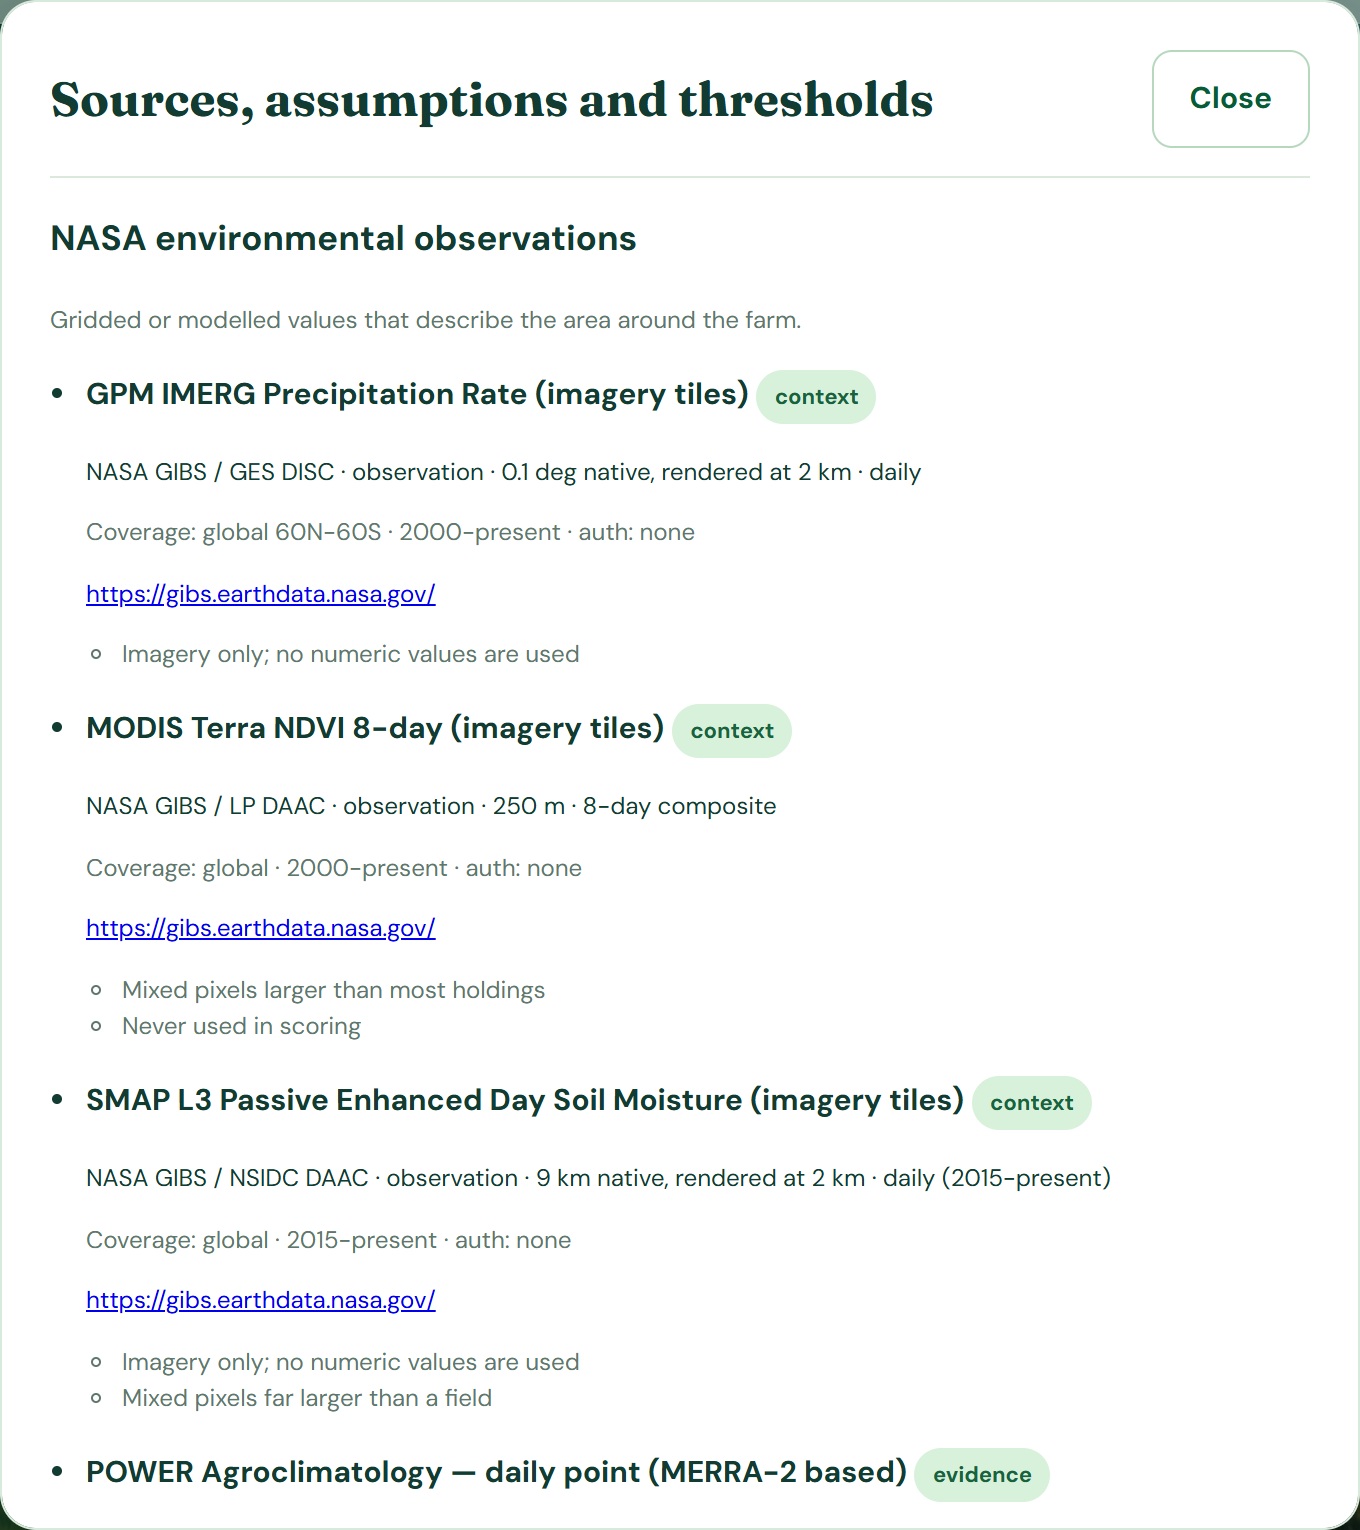 Sources, assumptions and thresholds
Close
NASA environmental observations
Gridded or modelled values that describe the area around the farm.
GPM IMERG Precipitation Rate (imagery tiles) context
NASA GIBS / GES DISC · observation · 0.1 deg native, rendered at 2 km · daily
Coverage: global 60N-60S · 2000-present · auth: none
https://gibs.earthdata.nasa.gov/
Imagery only; no numeric values are used
MODIS Terra NDVI 8-day (imagery tiles) context
NASA GIBS / LP DAAC · observation · 250 m · 8-day composite
Coverage: global · 2000-present · auth: none
https://gibs.earthdata.nasa.gov/
Mixed pixels larger than most holdings
Never used in scoring
SMAP L3 Passive Enhanced Day Soil Moisture (imagery tiles) context
NASA GIBS / NSIDC DAAC · observation · 9 km native, rendered at 2 km · daily (2015-present)
Coverage: global · 2015-present · auth: none
https://gibs.earthdata.nasa.gov/
Imagery only; no numeric values are used
Mixed pixels far larger than a field
POWER Agroclimatology — daily point (MERRA-2 based) evidence